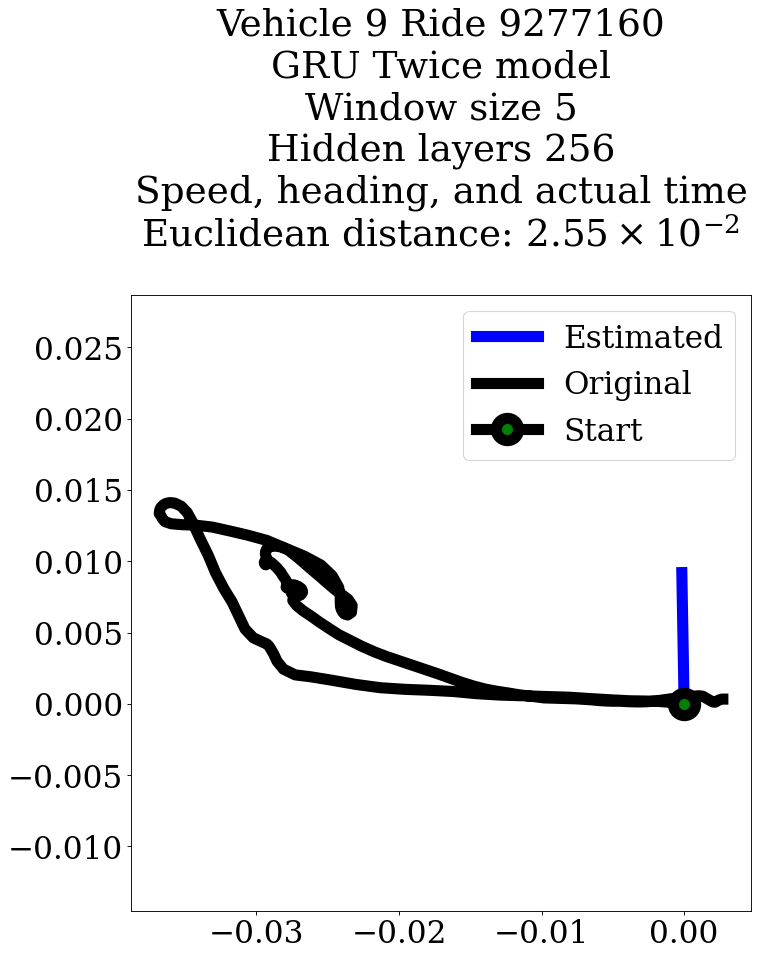 Vehicle 9 Ride 9277160
GRU Twice model
Window size 5
Hidden layers 256
Speed, heading, and actual time
Euclidean distance: 2.55 × 10⁻²
Estimated
Original
Start
0.025
0.020
0.015
0.010
0.005
0.000
−0.005
−0.010
−0.03 −0.02 −0.01 0.00